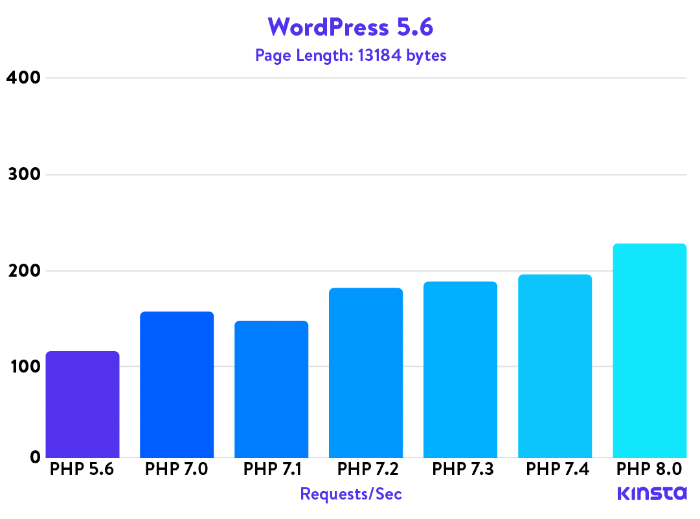 WordPress 5.6
Page Length: 13184 bytes
400
300
200
100
0
PHP 5.6 PHP 7.0 PHP 7.1 PHP 7.2 PHP 7.3 PHP 7.4 PHP 8.0
Requests/Sec
KINSTA